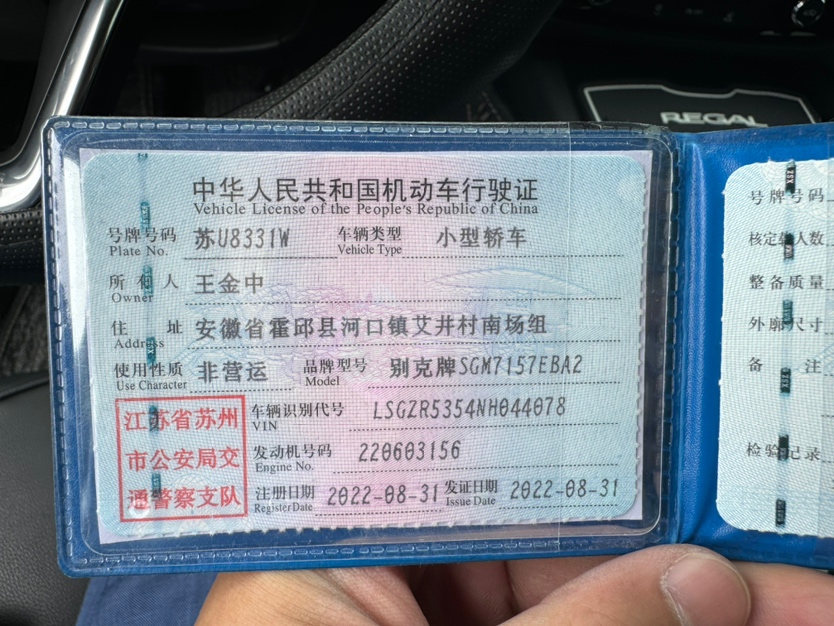 REGAL
中华人民共和国机动车行驶证
Vehicle License of the People's Republic of China
号牌号码 苏U8331W 车辆类型 小型轿车
Plate No. Vehicle Type
所有人 王金中
Owner
住址 安徽省霍邱县河口镇艾井村南场组
Address
使用性质 非营运 品牌型号 别克牌SGM7157EBA2
Use Character Model
江苏省苏州
市公安局交
通警察支队
车辆识别代号 LSGZR5354NH044078
VIN
发动机号码 220603156
Engine No.
注册日期 2022-08-31 发证日期 2022-08-31
Register Date Issue Date
号牌号码
核定载人数
整备质量
外廓尺寸
备注
检验记录